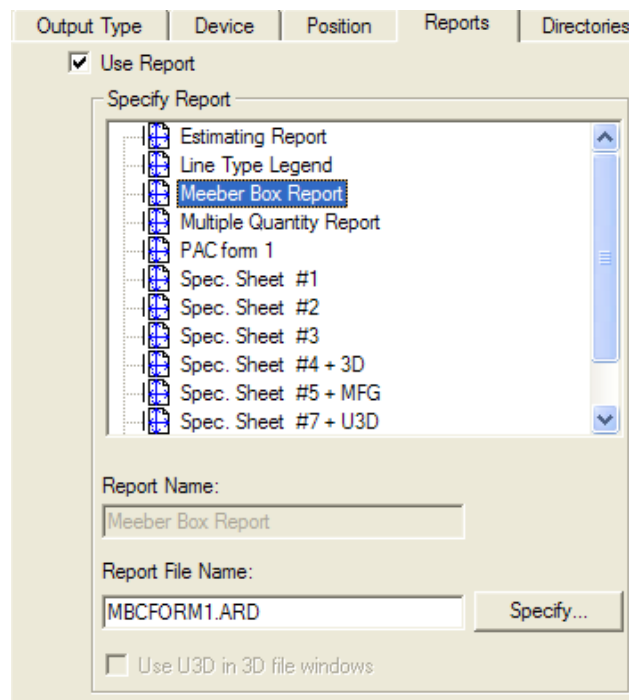 Output Type Device Position Reports Directories
Use Report
Specify Report
Estimating Report
Line Type Legend
Meeber Box Report
Multiple Quantity Report
PAC form 1
Spec. Sheet #1
Spec. Sheet #2
Spec. Sheet #3
Spec. Sheet #4 + 3D
Spec. Sheet #5 + MFG
Spec. Sheet #7 + U3D
Report Name:
Meeber Box Report
Report File Name:
MBCFORM1.ARD Specify...
Use U3D in 3D file windows